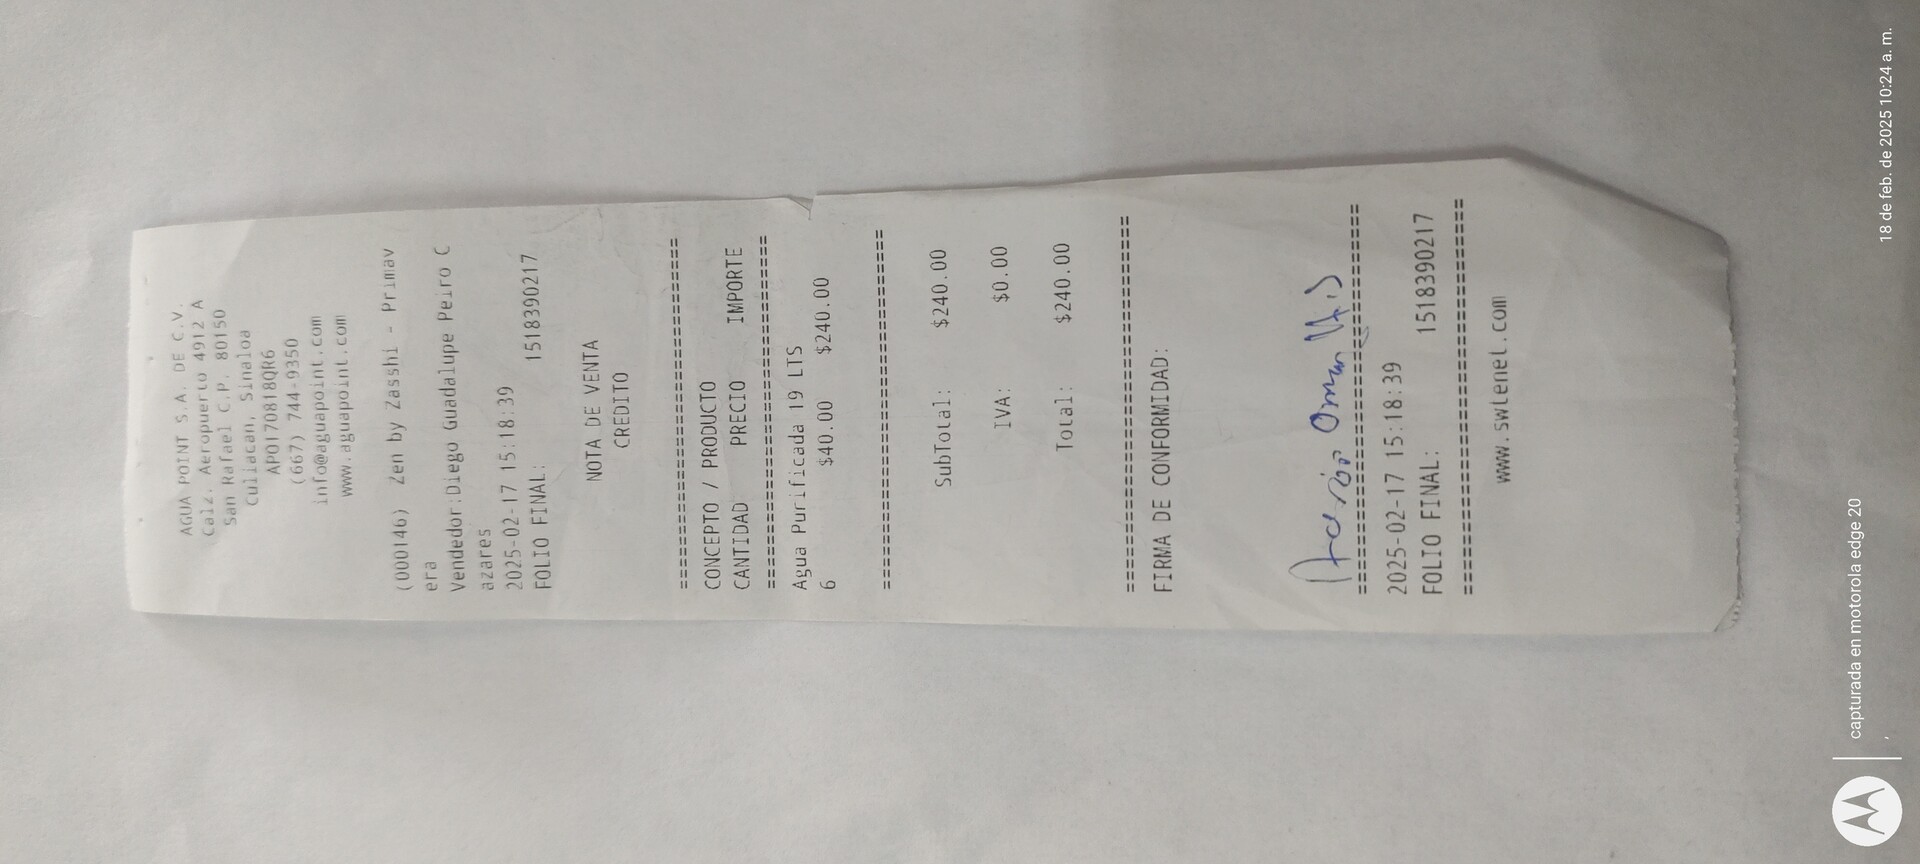 AGUA POINT S.A. DE C.V.
Calz. Aeropuerto 4912 A
San Rafael C.P. 80150
Culiacan, Sinaloa
APO170818QR6
(667) 744-9350
info@aguapoint.com
www.aguapoint.com
(000146) Zen by Zasshi - Primav
era
Vendedor:Diego Guadalupe Peiro C
azares
2025-02-17 15:18:39
FOLIO FINAL: 1518390217
NOTA DE VENTA
CREDITO
================================
CONCEPTO / PRODUCTO
CANTIDAD PRECIO IMPORTE
================================
Agua Purificada 19 LTS
6 $40.00 $240.00
================================
SubTotal: $240.00
IVA: $0.00
Total: $240.00
================================
FIRMA DE CONFORMIDAD:
Omar
================================
2025-02-17 15:18:39
FOLIO FINAL: 1518390217
================================
www.5wlenel.com
capturada en motorola edge 20
,
18 de feb. de 2025 10:24 a. m.